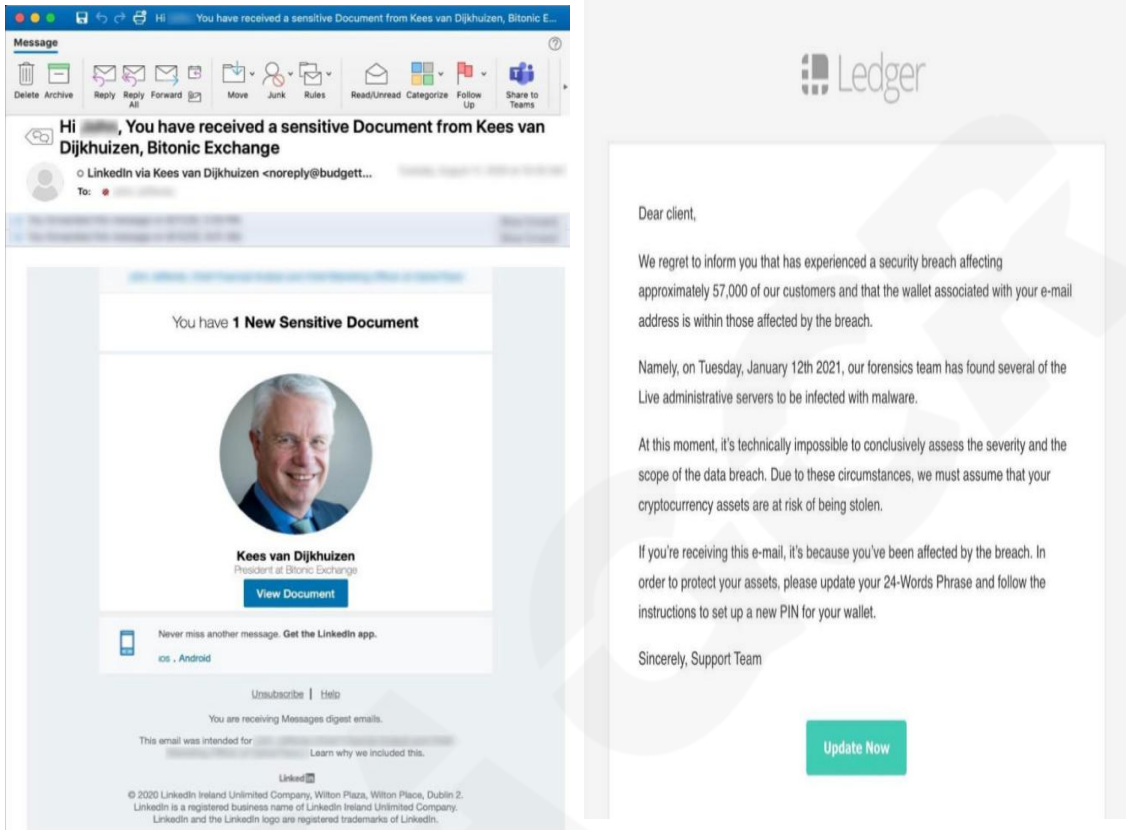 Hi
You have received a sensitive Document from Kees van Dijkhuizen, Bitonic E...
Message
Delete
Archive
Reply
Reply All
Forward
Move
Junk
Rules
Read/Unread
Categorize
Follow Up
Share to Teams
Hi , You have received a sensitive Document from Kees van
Dijkhuizen, Bitonic Exchange
LinkedIn via Kees van Dijkhuizen <noreply@budgett...
To:
You have 1 New Sensitive Document
Kees van Dijkhuizen
President at Bitonic Exchange
View Document
Never miss another message. Get the LinkedIn app.
iOS . Android
Unsubscribe | Help
You are receiving Messages digest emails.
This email was intended for
Learn why we included this.
Linked in
© 2020 LinkedIn Ireland Unlimited Company, Wilton Plaza, Wilton Place, Dublin 2.
LinkedIn is a registered business name of LinkedIn Ireland Unlimited Company.
LinkedIn and the LinkedIn logo are registered trademarks of LinkedIn.
Ledger
Dear client,
We regret to inform you that has experienced a security breach affecting
approximately 57,000 of our customers and that the wallet associated with your e-mail
address is within those affected by the breach.
Namely, on Tuesday, January 12th 2021, our forensics team has found several of the
Live administrative servers to be infected with malware.
At this moment, it's technically impossible to conclusively assess the severity and the
scope of the data breach. Due to these circumstances, we must assume that your
cryptocurrency assets are at risk of being stolen.
If you're receiving this e-mail, it's because you've been affected by the breach. In
order to protect your assets, please update your 24-Words Phrase and follow the
instructions to set up a new PIN for your wallet.
Sincerely, Support Team
Update Now